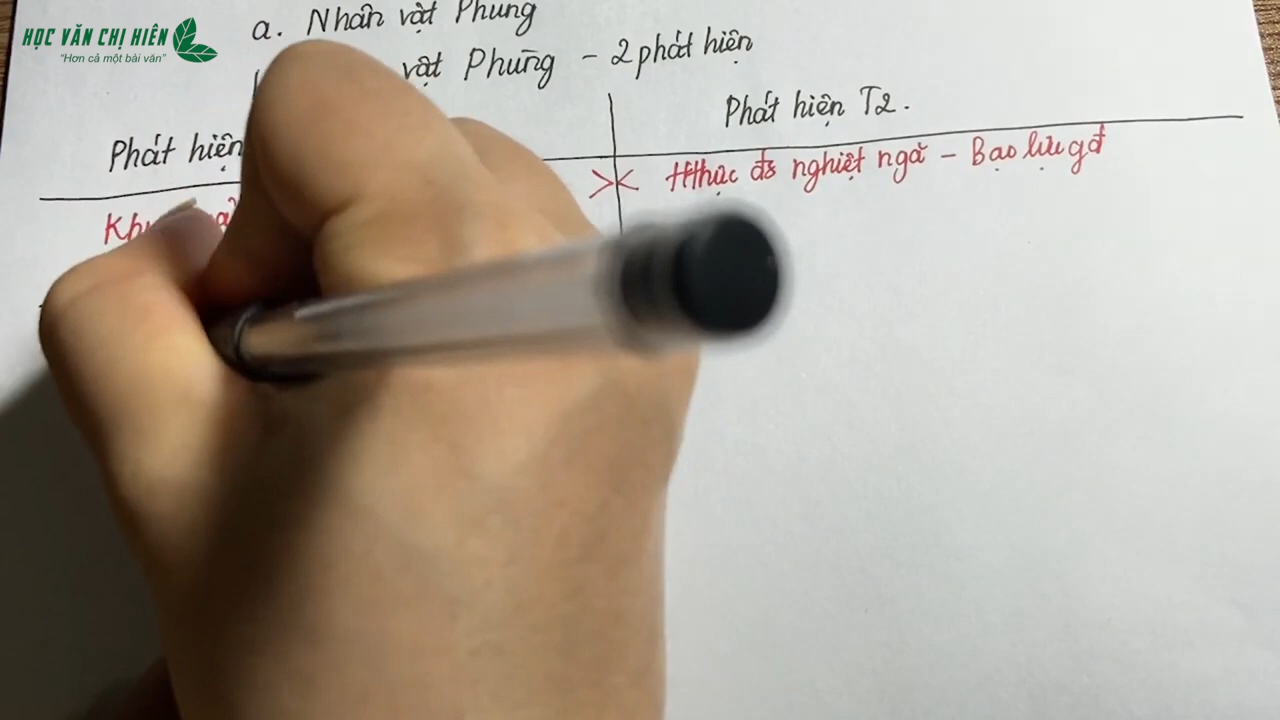 HỌC VĂN CHỊ HIÊN
"Hơn cả một bài văn"
a. Nhân vật Phùng
vật Phùng - 2 phát hiện
Phát hiện
Phát hiện T2.
>< Hthực đs nghiệt ngã - Bạo lực gđ